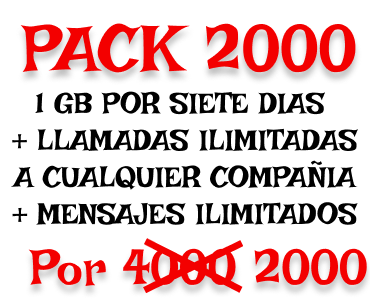 PACK 2000
1 GB POR SIETE DIAS
+ LLAMADAS ILIMITADAS
A CUALQUIER COMPAÑIA
+ MENSAJES ILIMITADOS
Por 4000 2000